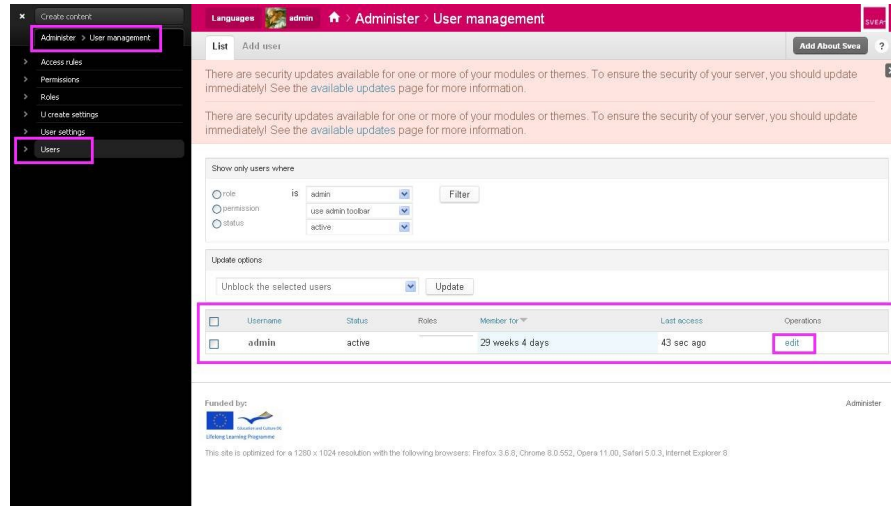 × Create content
Administer > User management
> Access rules
> Permissions
> Roles
> U create settings
> User settings
> Users
Languages admin > Administer > User management
SVEA
List Add user Add About Svea ?
There are security updates available for one or more of your modules or themes. To ensure the security of your server, you should update
immediately! See the available updates page for more information.
There are security updates available for one or more of your modules or themes. To ensure the security of your server, you should update
immediately! See the available updates page for more information.
Show only users where
role is admin Filter
permission use admin toolbar
status active
Update options
Unblock the selected users Update
Username Status Roles Member for Last access Operations
admin active 29 weeks 4 days 43 sec ago edit
Funded by: Administer
Education and Culture DG
Lifelong Learning Programme
This site is optimized for a 1280 x 1024 resolution with the following browsers: Firefox 3.6.8, Chrome 8.0.552, Opera 11.00, Safari 5.0.3, Internet Explorer 8